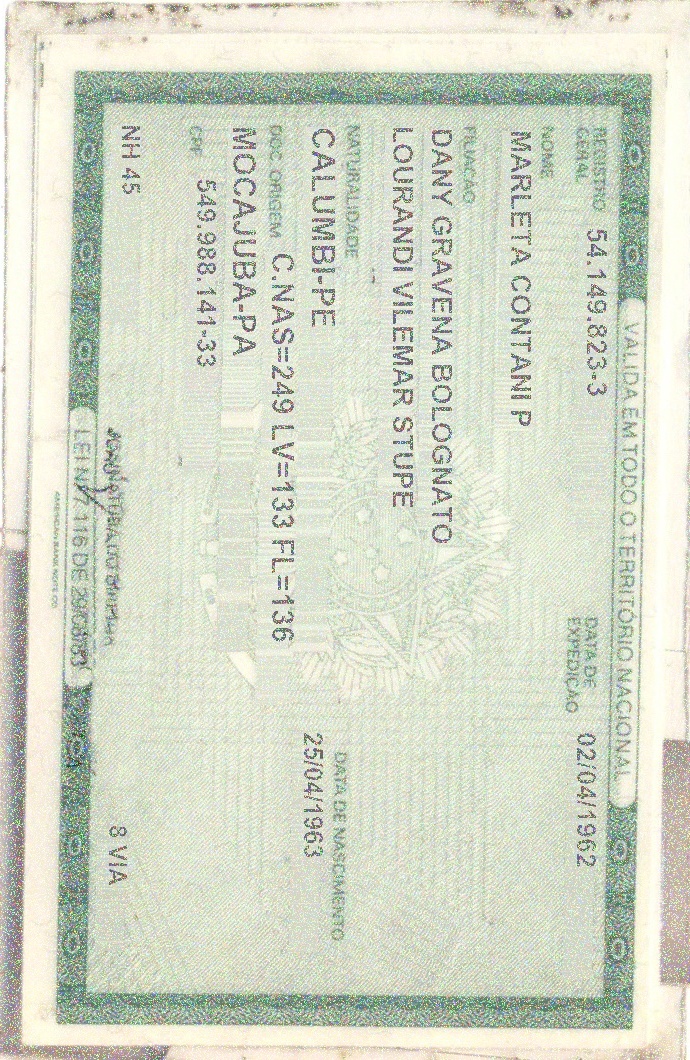 VÁLIDA EM TODO O TERRITÓRIO NACIONAL
REGISTRO GERAL 54.149.823-3 DATA DE EXPEDIÇÃO 02/04/1962
NOME
MARLETA CONTANI P
FILIAÇÃO
DANY GRAVENA BOLOGNATO
LOURANDI VILEMAR STUPE
NATURALIDADE DATA DE NASCIMENTO
CALUMBI-PE 25/04/1963
DOC ORIGEM C.NAS=249 LV=133 FL=136
MOCAJUBA-PA
CPF 549.988.141-33
NH 45 8 VIA
LEI Nº 7.116 DE 29/08/83
AMERICAN BANK NOTE CO